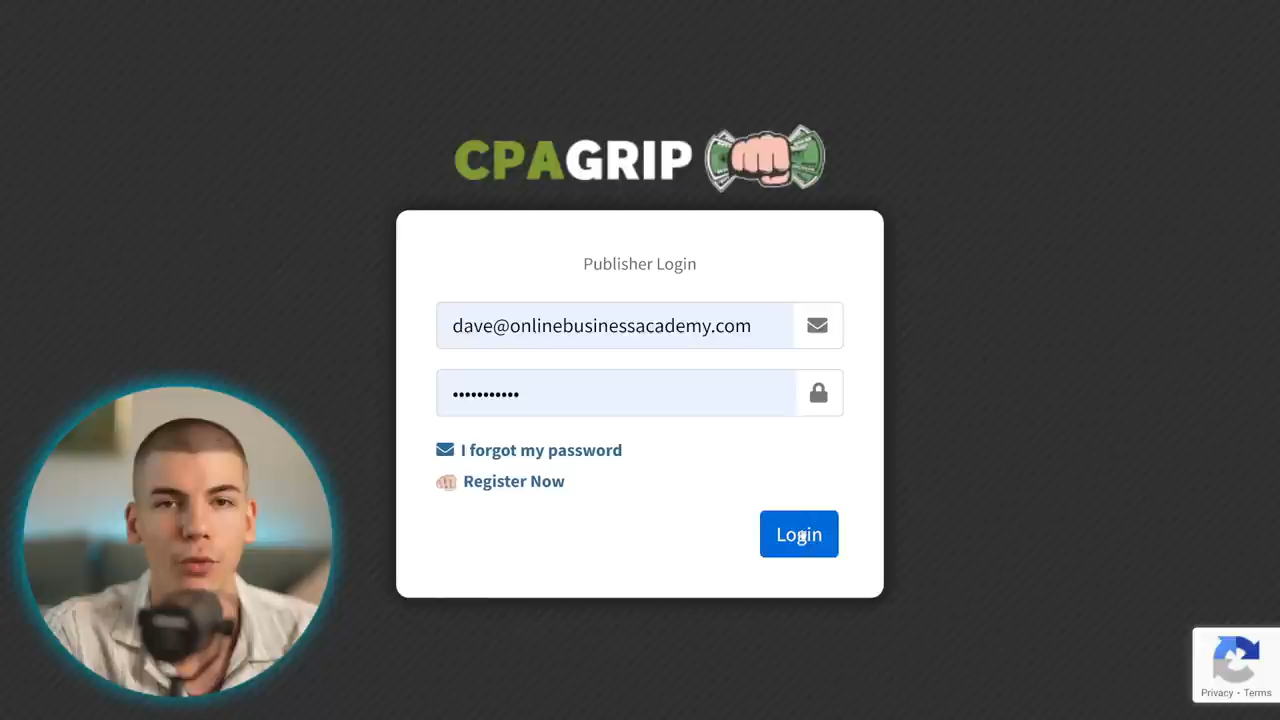 CPAGRIP
Publisher Login
dave@onlinebusinessacademy.com
•••••••••••
I forgot my password
Register Now
Login
Privacy • Terms